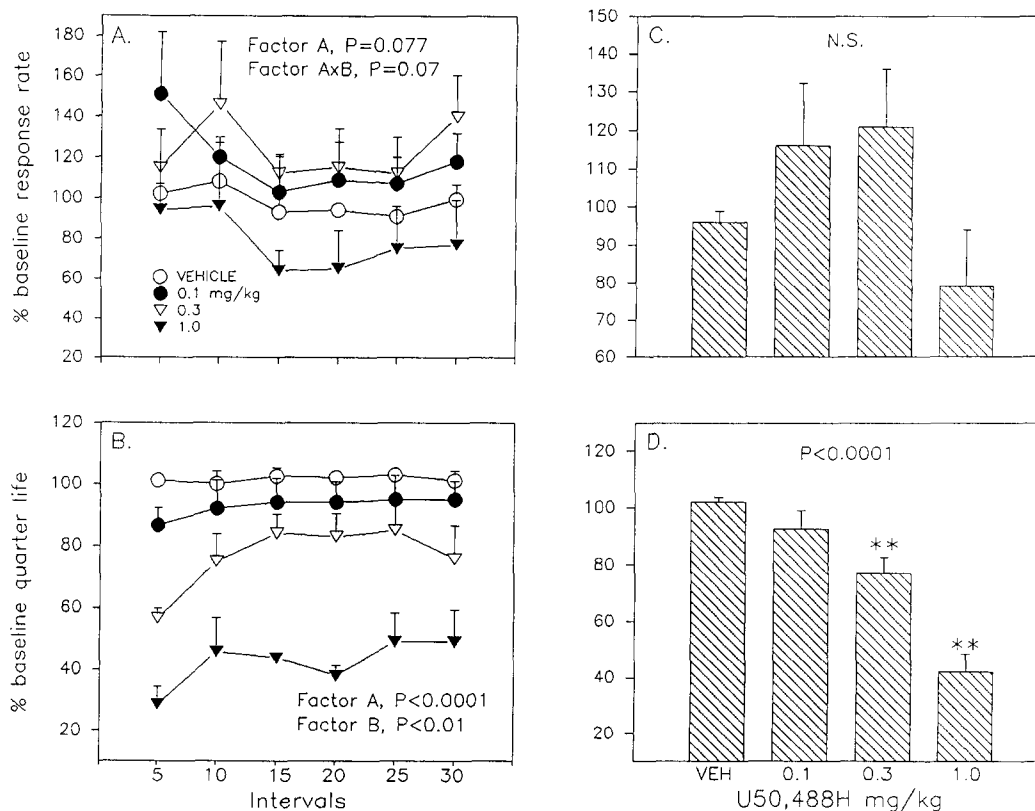 A.
Factor A, P=0.077
Factor AxB, P=0.07
% baseline response rate
180
160
140
120
100
80
60
40
20
VEHICLE
0.1 mg/kg
0.3
1.0
C.
N.S.
150
140
130
120
110
100
90
80
70
60
B.
% baseline quarter life
120
100
80
60
40
20
Factor A, P<0.0001
Factor B, P<0.01
5 10 15 20 25 30
Intervals
D.
P<0.0001
120
100
80
60
40
20
**
**
VEH 0.1 0.3 1.0
U50,488H mg/kg